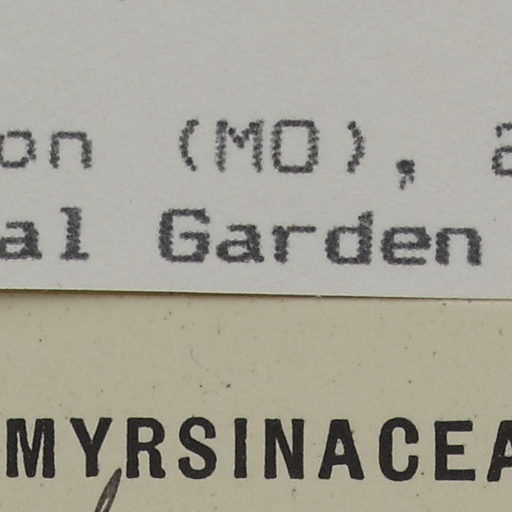 on (MO), a
al Garden
MYRSINACEA